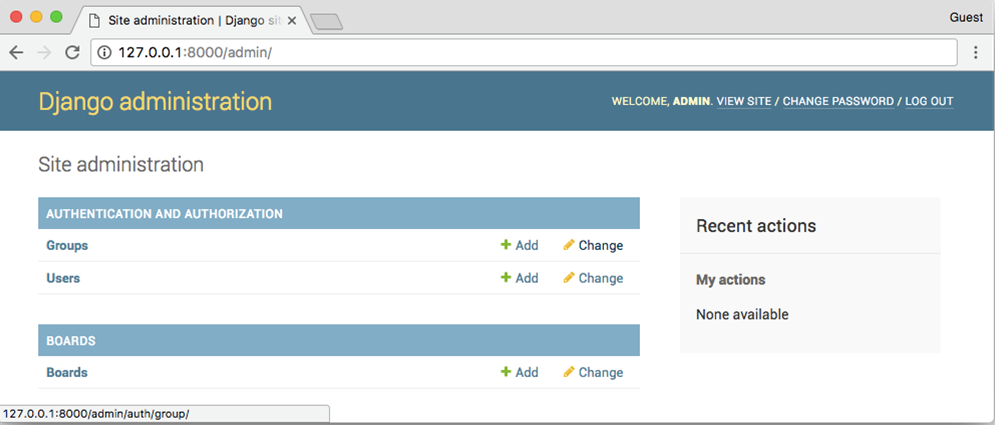 Site administration | Django sit
Guest
127.0.0.1:8000/admin/
Django administration
WELCOME, ADMIN. VIEW SITE / CHANGE PASSWORD / LOG OUT
Site administration
AUTHENTICATION AND AUTHORIZATION
Groups Add Change
Users Add Change
BOARDS
Boards Add Change
Recent actions
My actions
None available
127.0.0.1:8000/admin/auth/group/